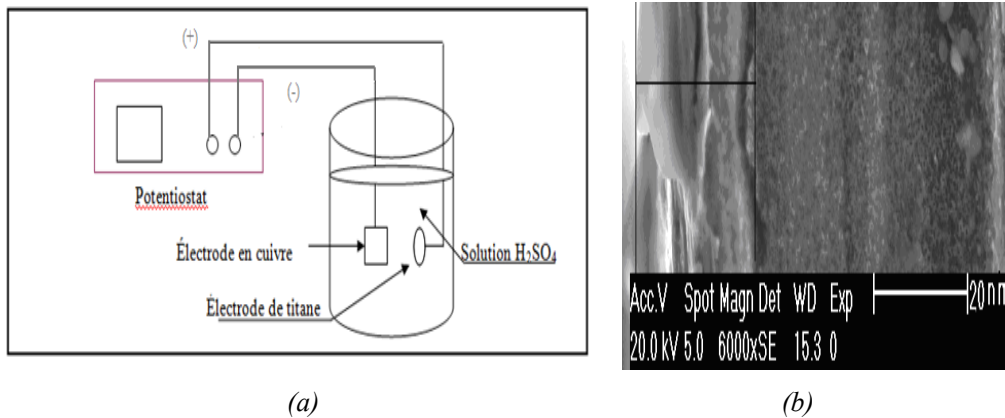 (+)
(-)
Potentiostat
Électrode en cuivre
Solution H₂SO₄
Électrode de titane
Acc.V Spot Magn Det WD Exp 20 nm
20.0 kV 5.0 6000x SE 15.3 0
(a)
(b)